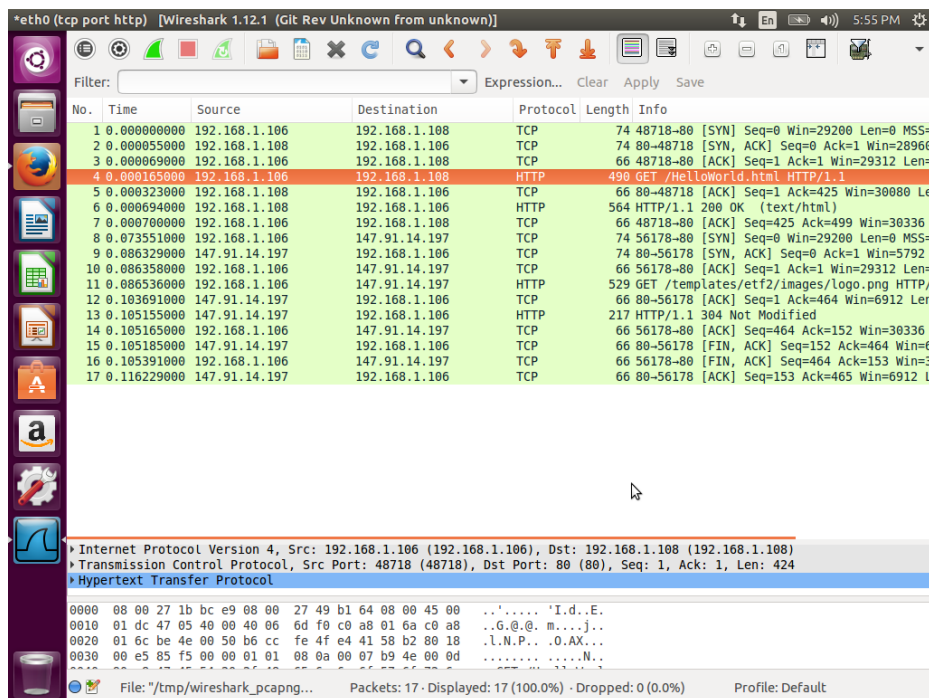 *eth0 (tcp port http) [Wireshark 1.12.1 (Git Rev Unknown from unknown)] En 5:55 PM
Filter: Expression... Clear Apply Save
No. Time Source Destination Protocol Length Info
1 0.000000000 192.168.1.106 192.168.1.108 TCP 74 48718→80 [SYN] Seq=0 Win=29200 Len=0 MSS=
2 0.000055000 192.168.1.108 192.168.1.106 TCP 74 80→48718 [SYN, ACK] Seq=0 Ack=1 Win=28960
3 0.000069000 192.168.1.106 192.168.1.108 TCP 66 48718→80 [ACK] Seq=1 Ack=1 Win=29312 Len=
4 0.000165000 192.168.1.106 192.168.1.108 HTTP 490 GET /HelloWorld.html HTTP/1.1
5 0.000323000 192.168.1.108 192.168.1.106 TCP 66 80→48718 [ACK] Seq=1 Ack=425 Win=30080 Le
6 0.000694000 192.168.1.108 192.168.1.106 HTTP 564 HTTP/1.1 200 OK (text/html)
7 0.000700000 192.168.1.106 192.168.1.108 TCP 66 48718→80 [ACK] Seq=425 Ack=499 Win=30336
8 0.073551000 192.168.1.106 147.91.14.197 TCP 74 56178→80 [SYN] Seq=0 Win=29200 Len=0 MSS=
9 0.086329000 147.91.14.197 192.168.1.106 TCP 74 80→56178 [SYN, ACK] Seq=0 Ack=1 Win=5792
10 0.086358000 192.168.1.106 147.91.14.197 TCP 66 56178→80 [ACK] Seq=1 Ack=1 Win=29312 Len=
11 0.086536000 192.168.1.106 147.91.14.197 HTTP 529 GET /templates/etf2/images/logo.png HTTP/
12 0.103691000 147.91.14.197 192.168.1.106 TCP 66 80→56178 [ACK] Seq=1 Ack=464 Win=6912 Len
13 0.105155000 147.91.14.197 192.168.1.106 HTTP 217 HTTP/1.1 304 Not Modified
14 0.105165000 192.168.1.106 147.91.14.197 TCP 66 56178→80 [ACK] Seq=464 Ack=152 Win=30336
15 0.105185000 147.91.14.197 192.168.1.106 TCP 66 80→56178 [FIN, ACK] Seq=152 Ack=464 Win=6
16 0.105391000 192.168.1.106 147.91.14.197 TCP 66 56178→80 [FIN, ACK] Seq=464 Ack=153 Win=3
17 0.116229000 147.91.14.197 192.168.1.106 TCP 66 80→56178 [ACK] Seq=153 Ack=465 Win=6912 L
Internet Protocol Version 4, Src: 192.168.1.106 (192.168.1.106), Dst: 192.168.1.108 (192.168.1.108)
Transmission Control Protocol, Src Port: 48718 (48718), Dst Port: 80 (80), Seq: 1, Ack: 1, Len: 424
Hypertext Transfer Protocol
0000 08 00 27 1b bc e9 08 00 27 49 b1 64 08 00 45 00 ..'..... 'I.d..E.
0010 01 dc 47 05 40 00 40 06 6d f0 c0 a8 01 6a c0 a8 ..G.@.@. m....j..
0020 01 6c be 4e 00 50 b6 cc fe 4f e4 41 58 b2 80 18 .l.N.P.. .O.AX...
0030 00 e5 85 f5 00 00 01 01 08 0a 00 07 b9 4e 00 0d ........ .....N..
File: "/tmp/wireshark_pcapng... Packets: 17 · Displayed: 17 (100.0%) · Dropped: 0 (0.0%) Profile: Default